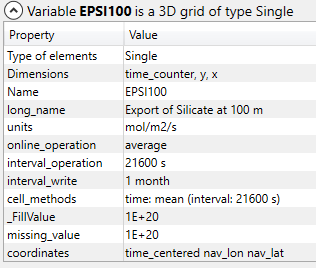 Variable EPSI100 is a 3D grid of type Single
Property Value
Type of elements Single
Dimensions time_counter, y, x
Name EPSI100
long_name Export of Silicate at 100 m
units mol/m2/s
online_operation average
interval_operation 21600 s
interval_write 1 month
cell_methods time: mean (interval: 21600 s)
_FillValue 1E+20
missing_value 1E+20
coordinates time_centered nav_lon nav_lat